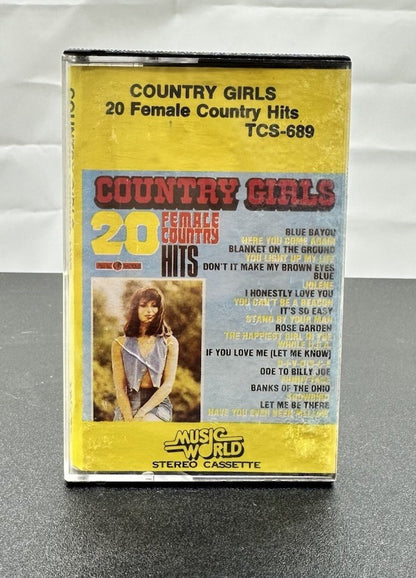 COUNTRY GIRLS
20 Female Country Hits
TCS-689
COUNTRY GIRLS
20 FEMALE
COUNTRY
HITS
BLUE BAYOU
HERE YOU COME AGAIN
BLANKET ON THE GROUND
YOU LIGHT UP MY LIFE
DON'T IT MAKE MY BROWN EYES
BLUE
JOLENE
I HONESTLY LOVE YOU
YOU CAN'T BE A BEACON
IT'S SO EASY
STAND BY YOUR MAN
ROSE GARDEN
THE HAPPIEST GIRL IN THE
WHOLE U.S.A.
IF YOU LOVE ME (LET ME KNOW)
D-I-V-O-R-C-E
ODE TO BILLY JOE
BANKS OF THE OHIO
SNOWBIRD
LET ME BE THERE
HAVE YOU EVER BEEN MELLOW
MUSIC
WORLD
STEREO CASSETTE